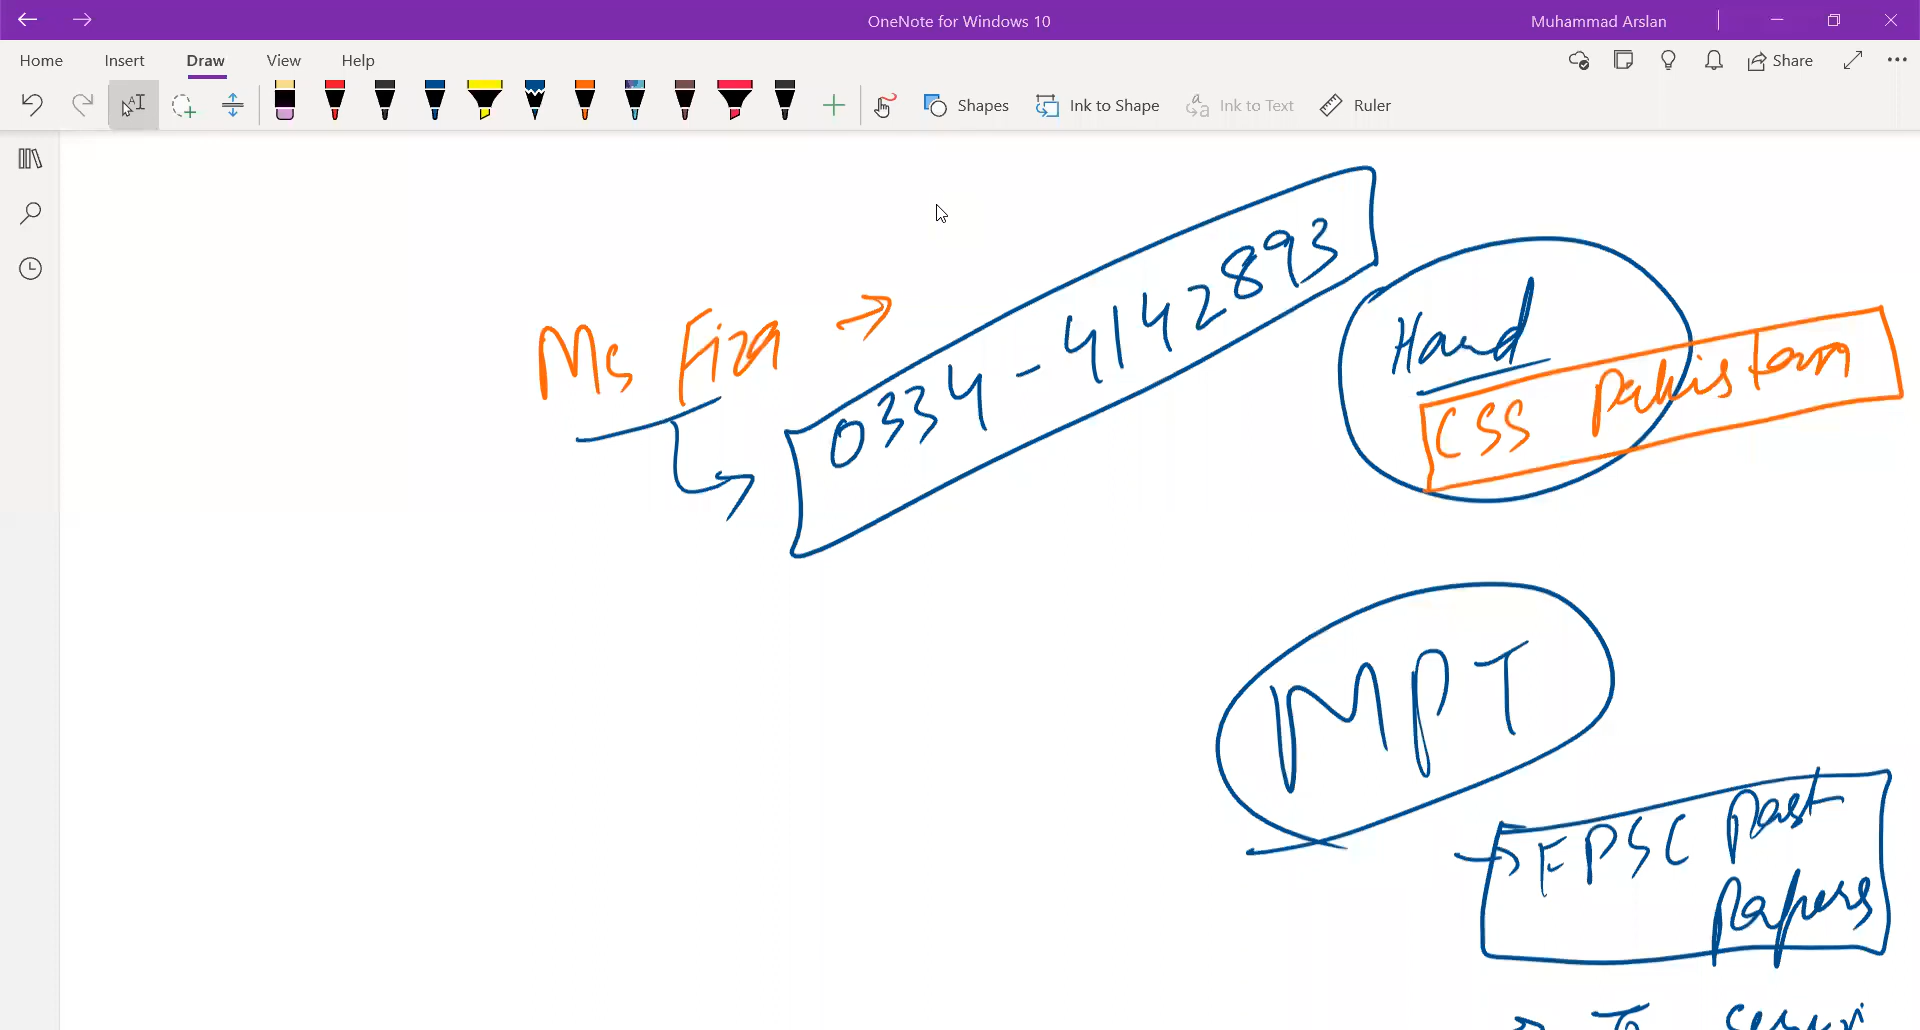 OneNote for Windows 10
Muhammad Arslan
Home Insert Draw View Help
Share
Shapes Ink to Shape Ink to Text Ruler
Ms Fiza →
0334-4142893
Hand
CSS Pakistan
MPT
→ FPSC Past
Papers